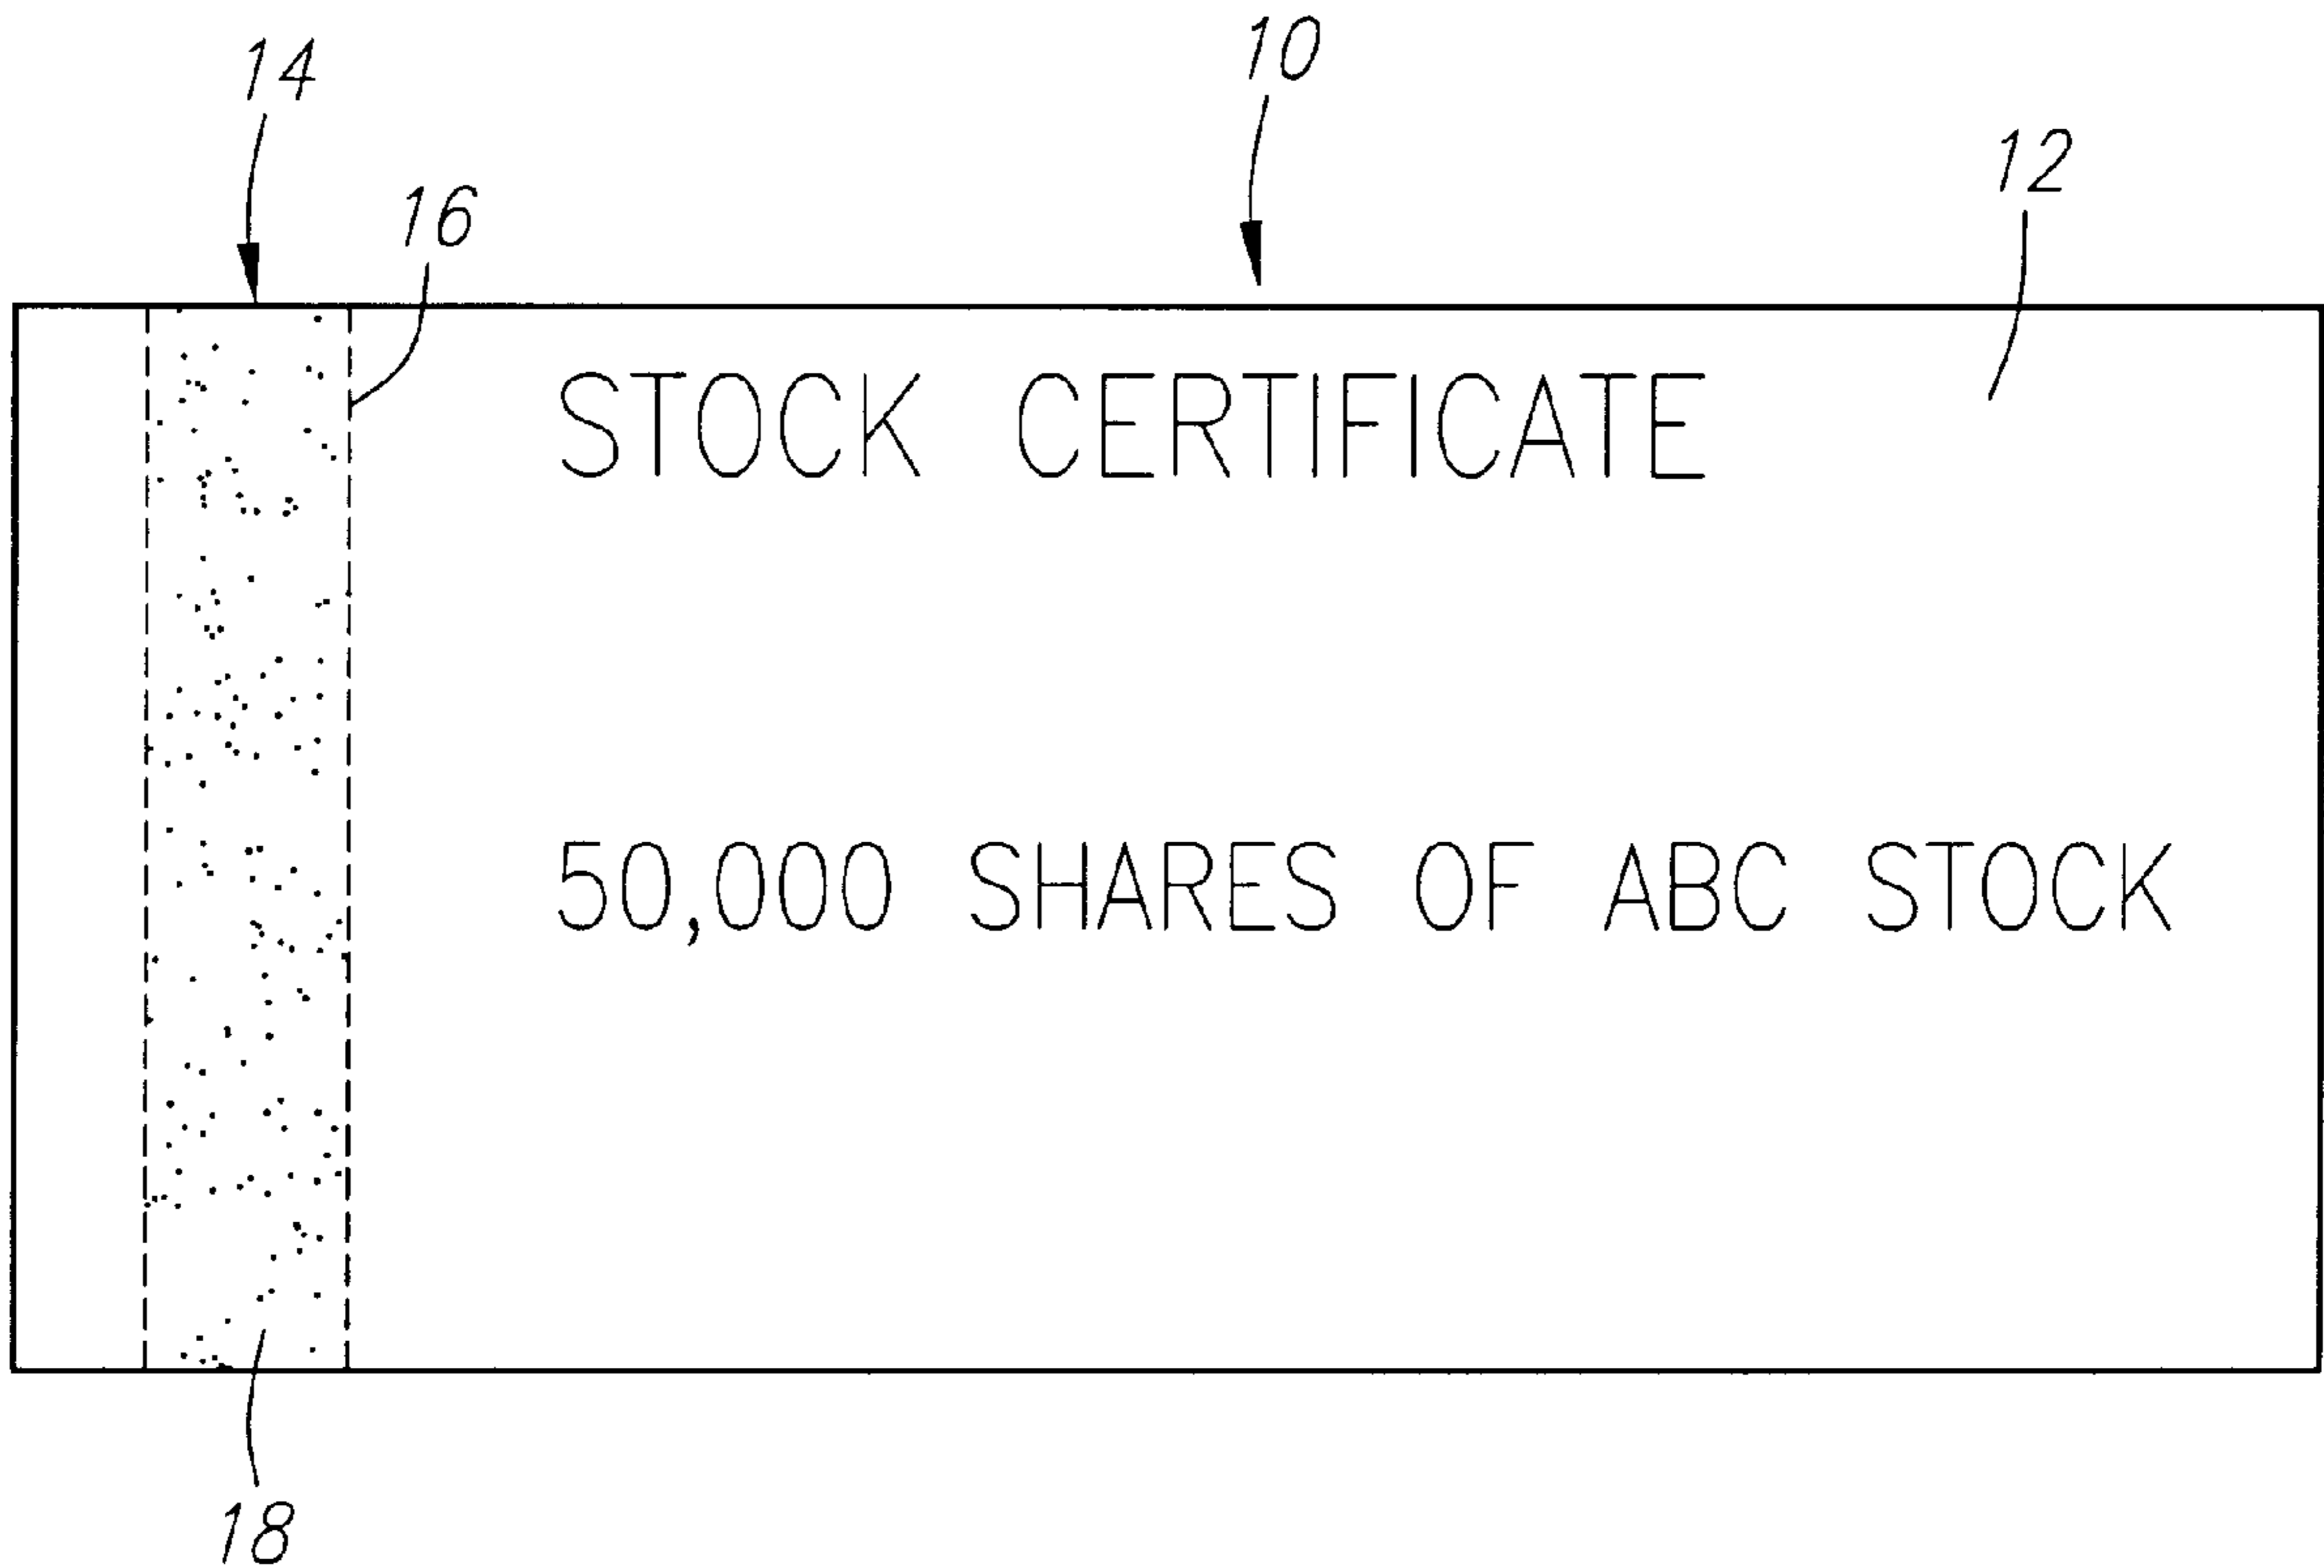 10
14
12
16
STOCK CERTIFICATE
50,000 SHARES OF ABC STOCK
18